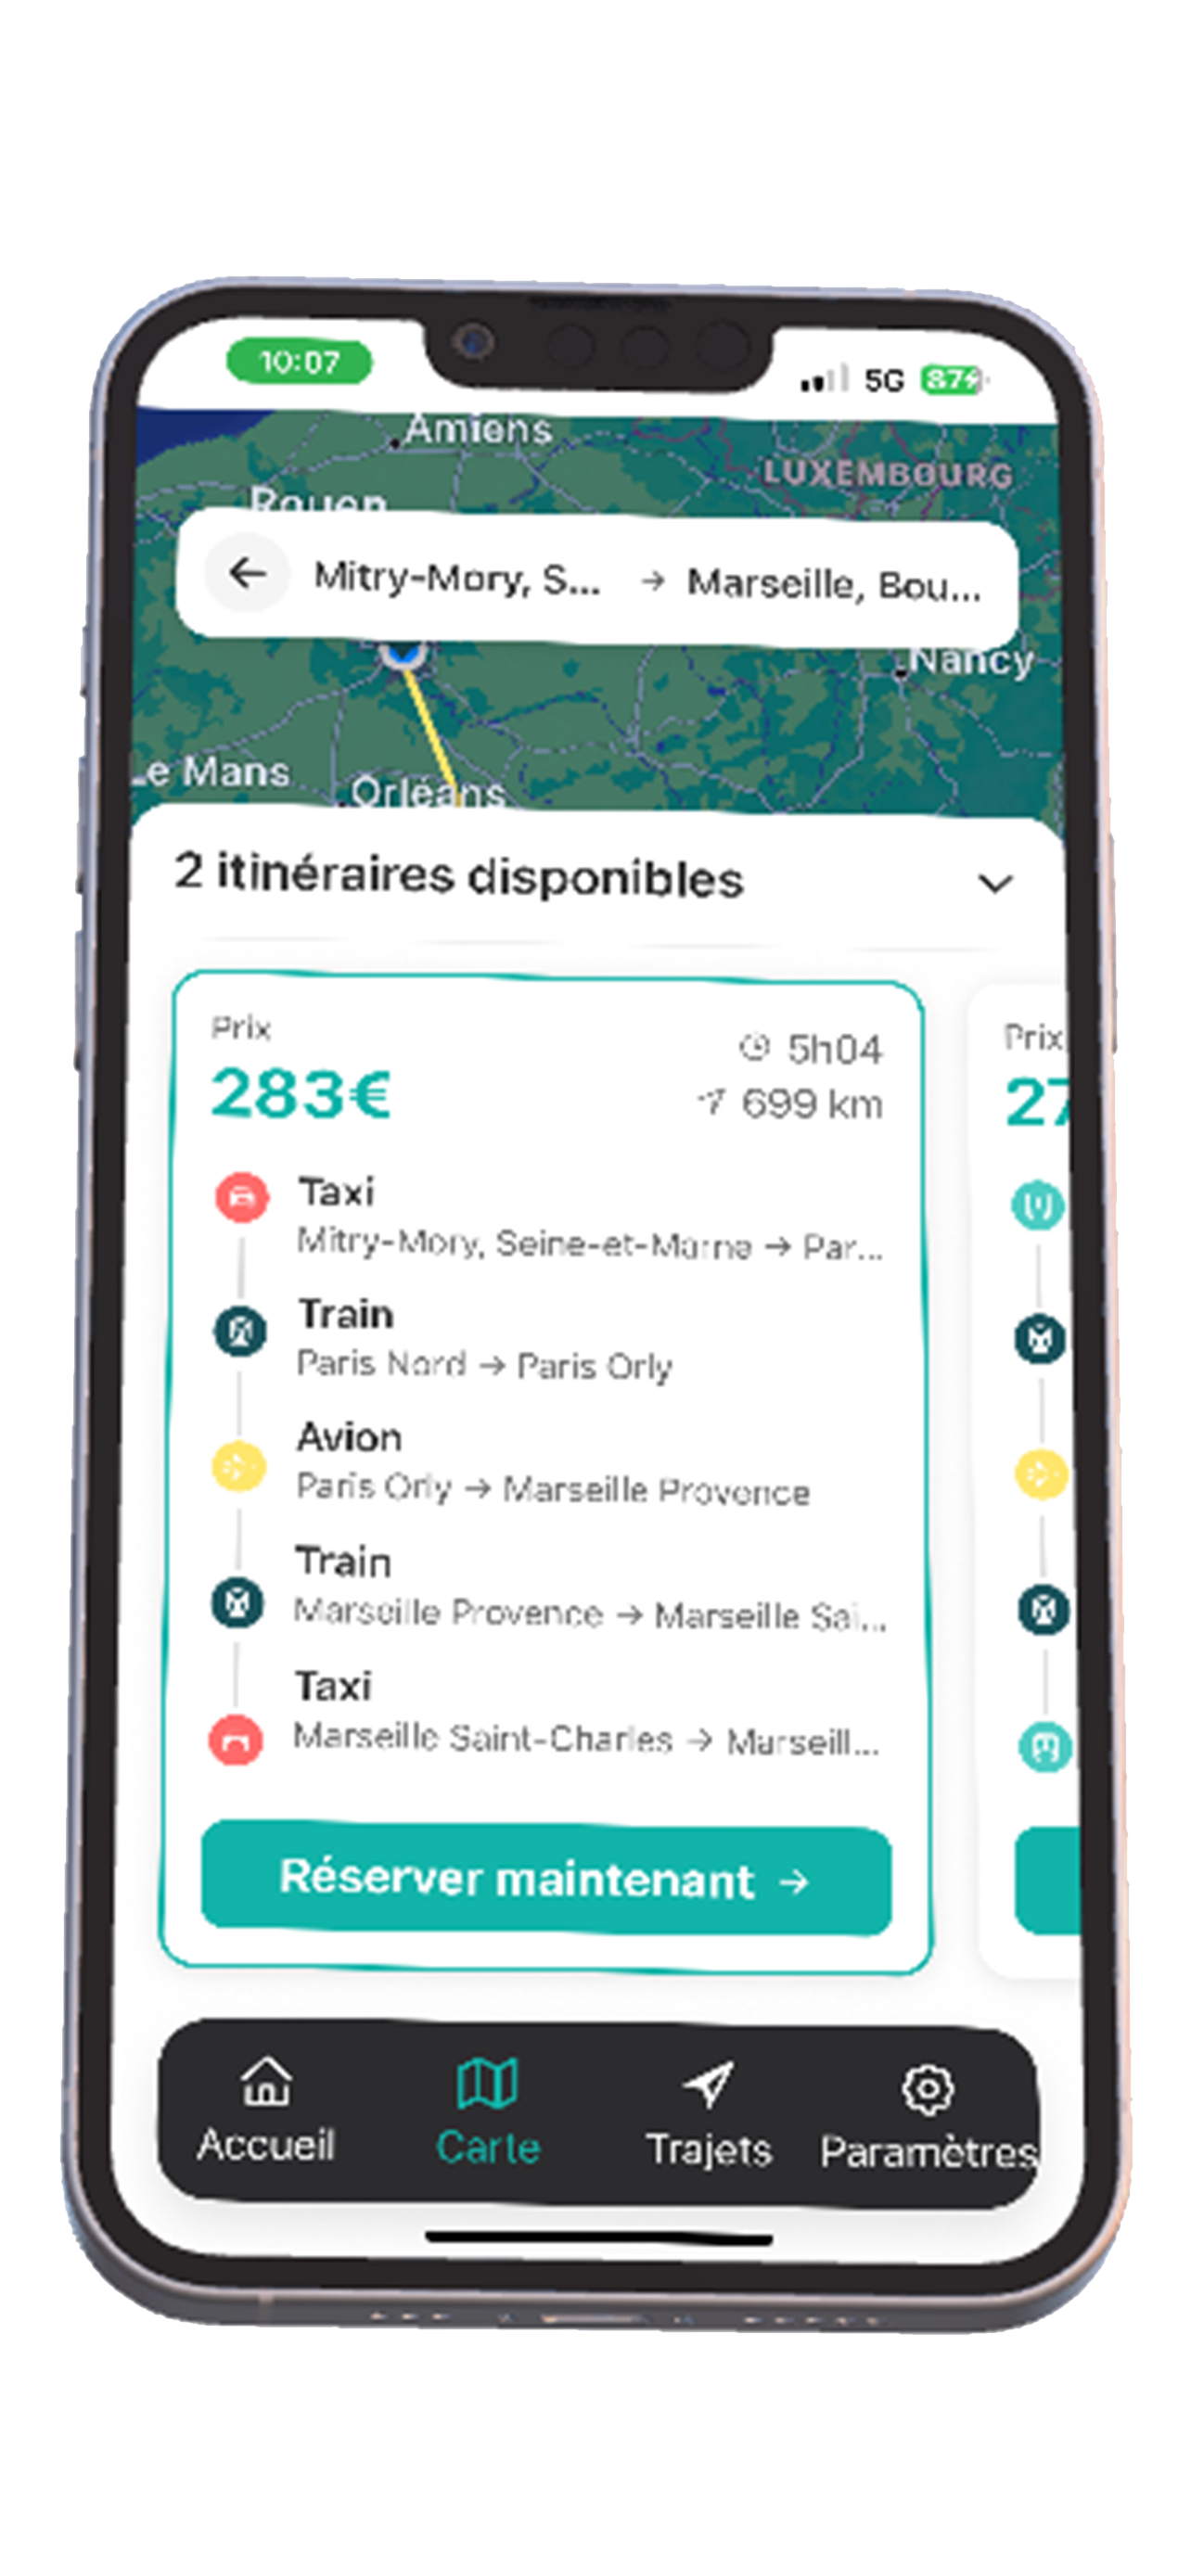 10:07
5G 87
Amiens
LUXEMBOURG
Rouen
Mitry-Mory, S... → Marseille, Bou...
Nancy
Le Mans
Orléans
2 itinéraires disponibles
Prix
283€
5h04
699 km
Taxi
Mitry-Mory, Seine-et-Marne → Par...
Train
Paris Nord → Paris Orly
Avion
Paris Orly → Marseille Provence
Train
Marseille Provence → Marseille Sai...
Taxi
Marseille Saint-Charles → Marseill...
Réserver maintenant →
Prix
27
Accueil
Carte
Trajets
Paramètres